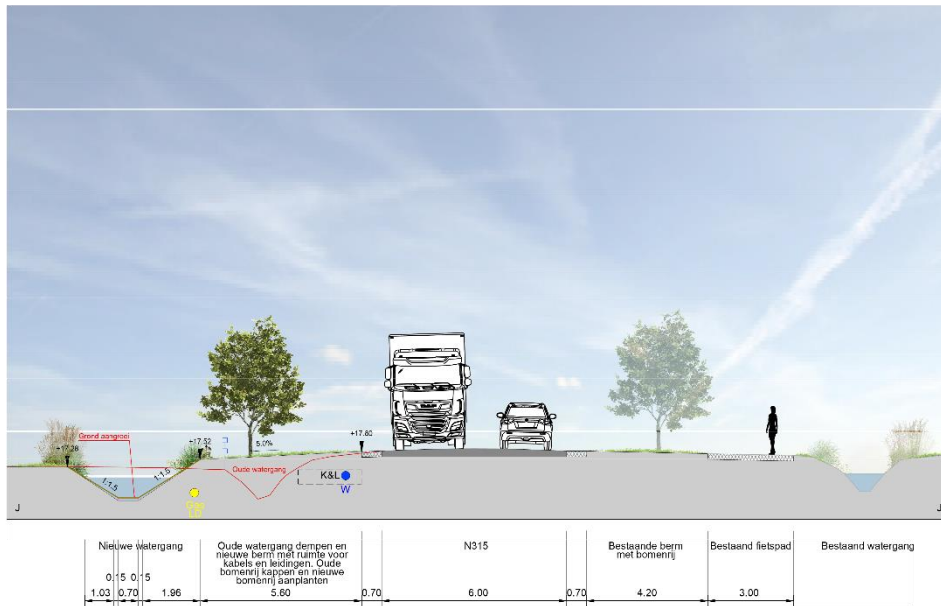 +17.28
Grond aangroei
+17.52
5.0%
+17.60
Oude watergang
1:1.5
1:1.5
K&L
W
Gas
LD
J
J
Nieuwe watergang
Oude watergang dempen en
nieuwe berm met ruimte voor
kabels en leidingen. Oude
bomenrij kappen en nieuwe
bomenrij aanplanten
N315
Bestaande berm
met bomenrij
Bestaand fietspad
Bestaand watergang
0.15 0.15
1.03 0.70 1.96 5.60 0.70 6.00 0.70 4.20 3.00